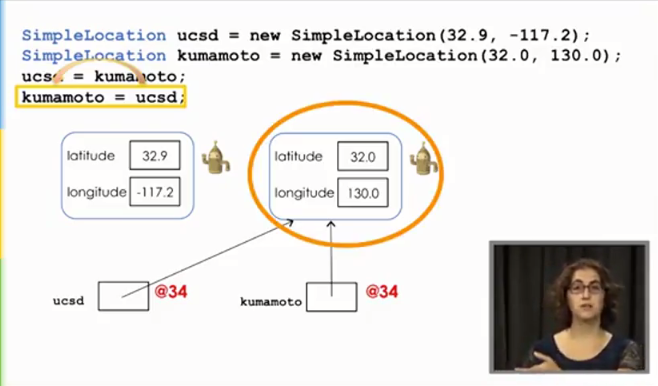 SimpleLocation ucsd = new SimpleLocation(32.9, -117.2);
SimpleLocation kumamoto = new SimpleLocation(32.0, 130.0);
ucsd = kumamoto;
kumamoto = ucsd;
latitude 32.9
longitude -117.2
latitude 32.0
longitude 130.0
ucsd @34
kumamoto @34